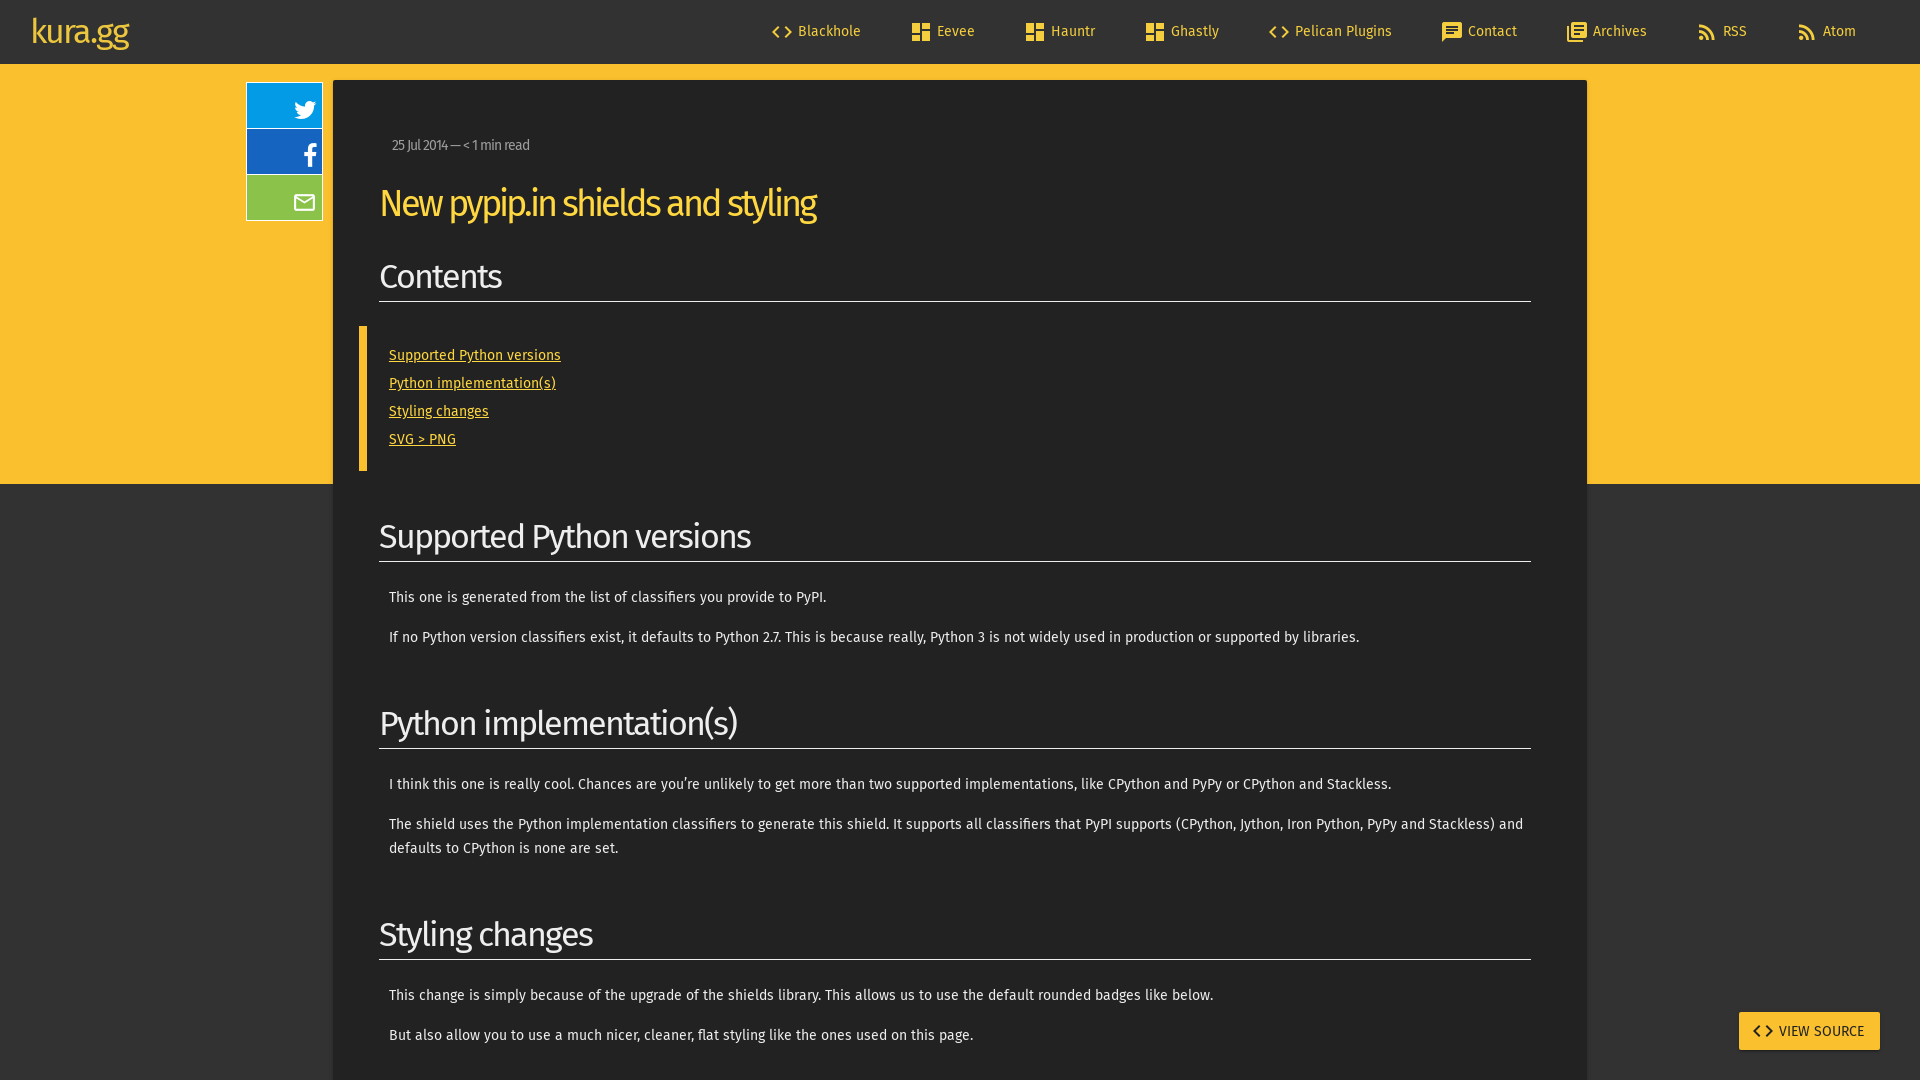 kura.gg
Blackhole
Eevee
Hauntr
Ghastly
Pelican Plugins
Contact
Archives
RSS
Atom
25 Jul 2014 — < 1 min read
New pypip.in shields and styling
Contents
Supported Python versions
Python implementation(s)
Styling changes
SVG > PNG
Supported Python versions
This one is generated from the list of classifiers you provide to PyPI.
If no Python version classifiers exist, it defaults to Python 2.7. This is because really, Python 3 is not widely used in production or supported by libraries.
Python implementation(s)
I think this one is really cool. Chances are you’re unlikely to get more than two supported implementations, like CPython and PyPy or CPython and Stackless.
The shield uses the Python implementation classifiers to generate this shield. It supports all classifiers that PyPI supports (CPython, Jython, Iron Python, PyPy and Stackless) and
defaults to CPython is none are set.
Styling changes
This change is simply because of the upgrade of the shields library. This allows us to use the default rounded badges like below.
But also allow you to use a much nicer, cleaner, flat styling like the ones used on this page.
VIEW SOURCE